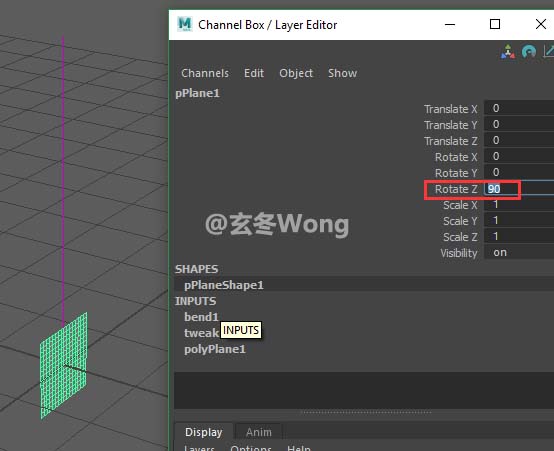 Channel Box / Layer Editor
Channels Edit Object Show
pPlane1
Translate X 0
Translate Y 0
Translate Z 0
Rotate X 0
Rotate Y 0
Rotate Z 90
Scale X 1
Scale Y 1
Scale Z 1
Visibility on
@玄冬Wong
SHAPES
pPlaneShape1
INPUTS
bend1
INPUTS
tweak
polyPlane1
Display Anim
Layers Options Help